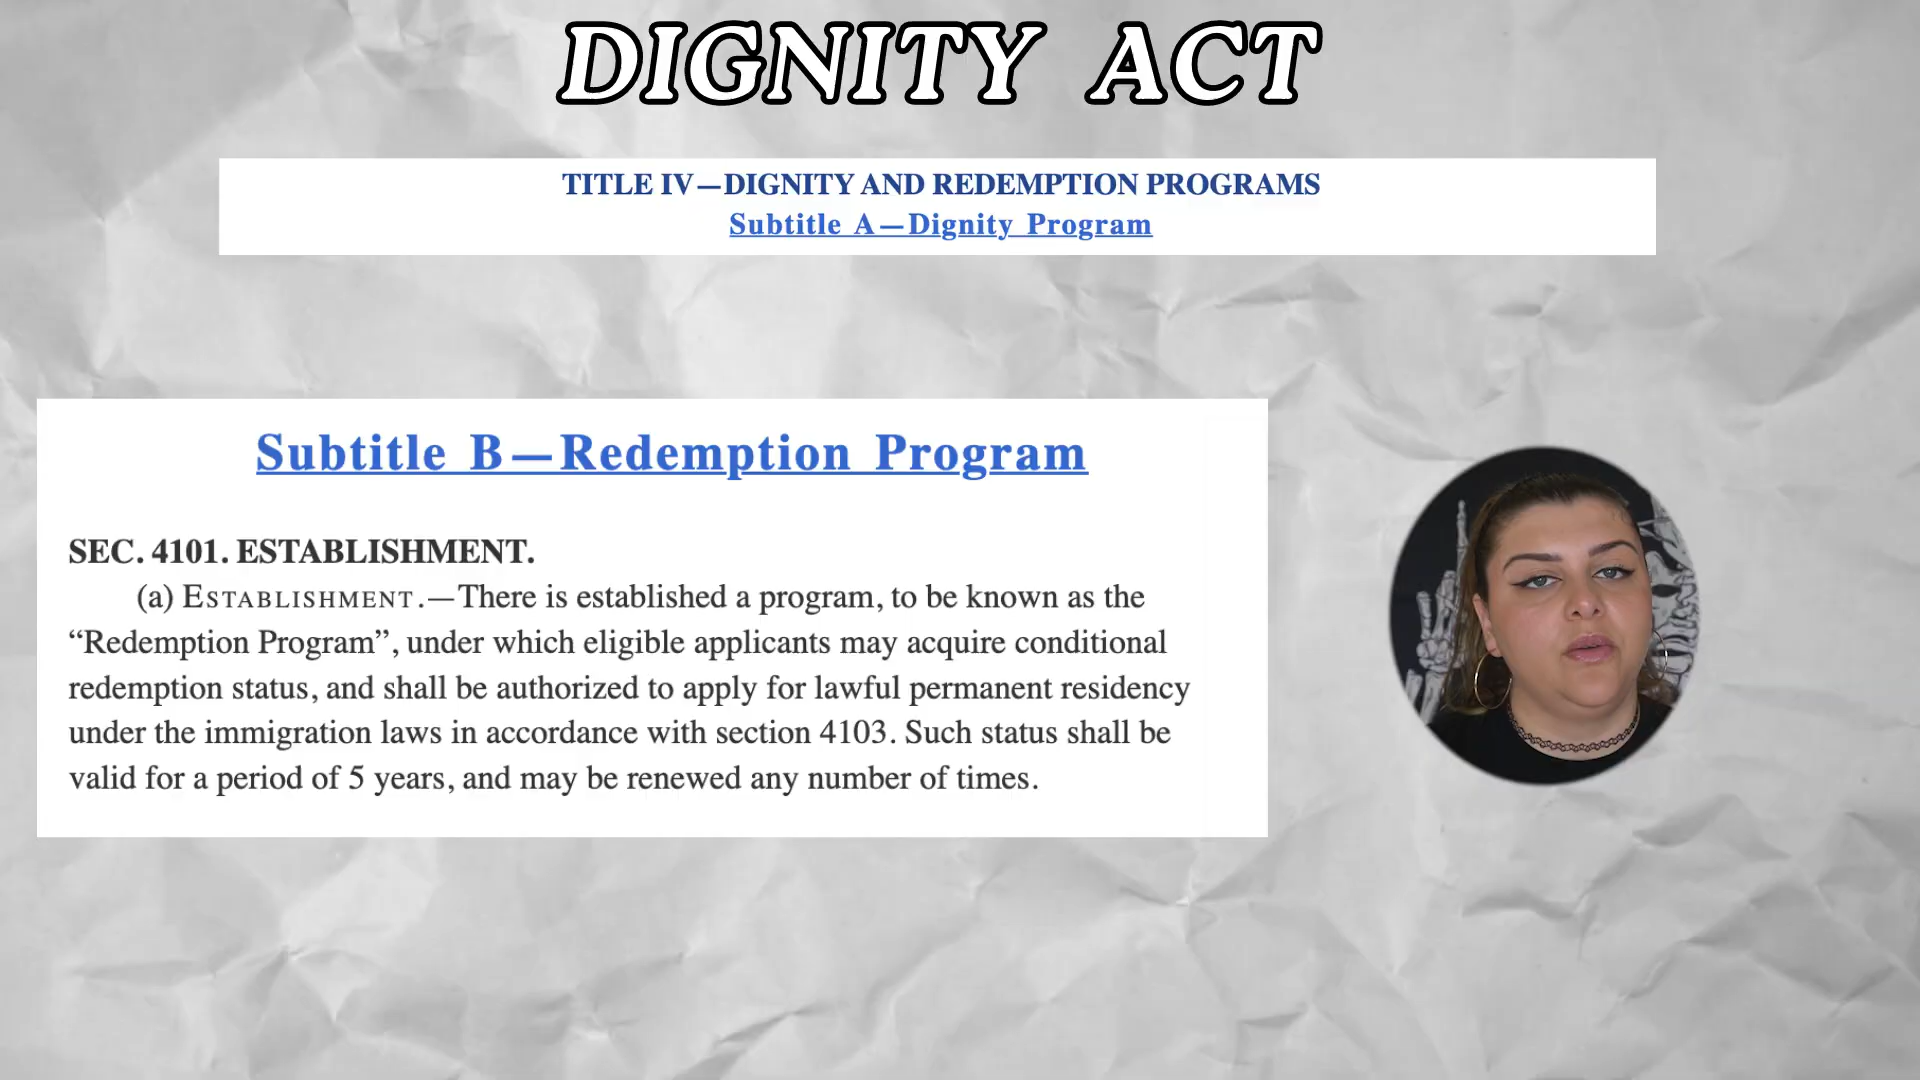 DIGNITY ACT
TITLE IV—DIGNITY AND REDEMPTION PROGRAMS
Subtitle A—Dignity Program
Subtitle B—Redemption Program
SEC. 4101. ESTABLISHMENT.
(a) ESTABLISHMENT.—There is established a program, to be known as the
“Redemption Program”, under which eligible applicants may acquire conditional
redemption status, and shall be authorized to apply for lawful permanent residency
under the immigration laws in accordance with section 4103. Such status shall be
valid for a period of 5 years, and may be renewed any number of times.